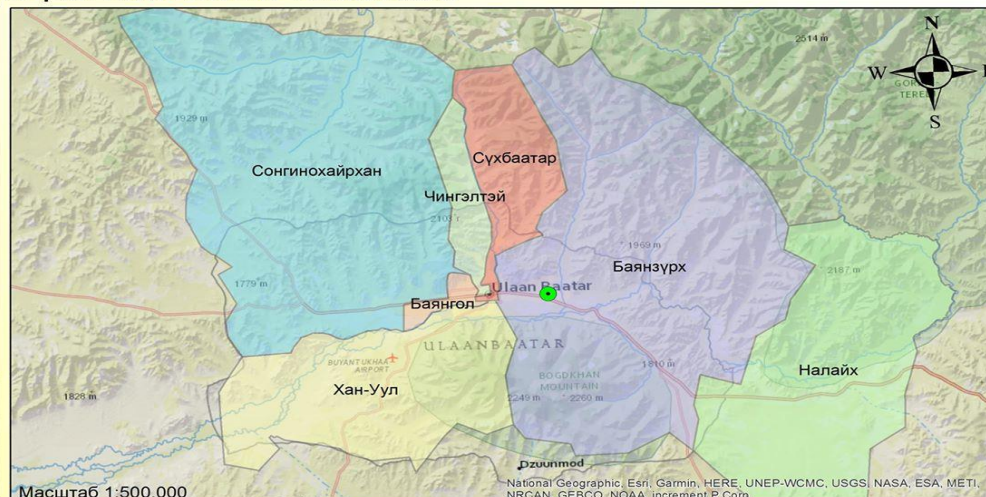 N
W
S
2514 m
1929 m
Сүхбаатар
Сонгинохайрхан
Чингэлтэй
1969 m
Баянзүрх
2187 m
1779 m
Ulaan Baatar
Баянгол
ULAANBAATAR
BUYANTUKHAA
AIRPORT
1810 m
Налайх
BOGDKHAN
MOUNTAIN
Хан-Уул
2249 m
2260 m
1828 m
Dzuunmod
National Geographic, Esri, Garmin, HERE, UNEP-WCMC, USGS, NASA, ESA, METI,
Масштаб 1:500,000
NRCAN, GEBCO, NOAA, increment P Corp